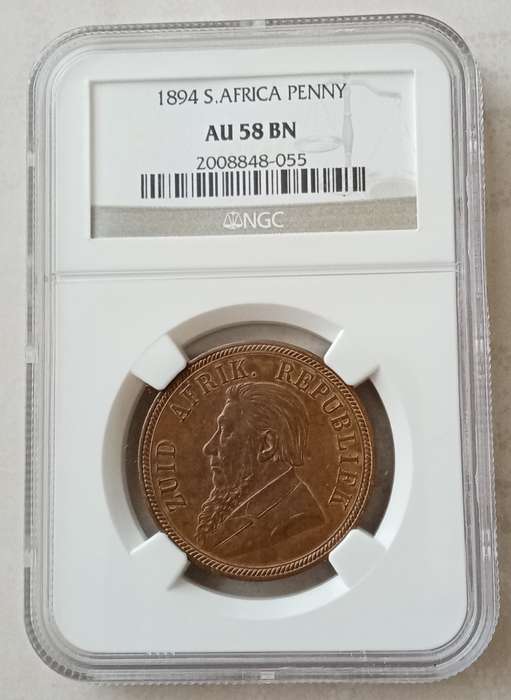 1894 S.AFRICA PENNY
AU 58 BN
2008848-055
NGC
ZUID AFRIK. REPUBLIEK